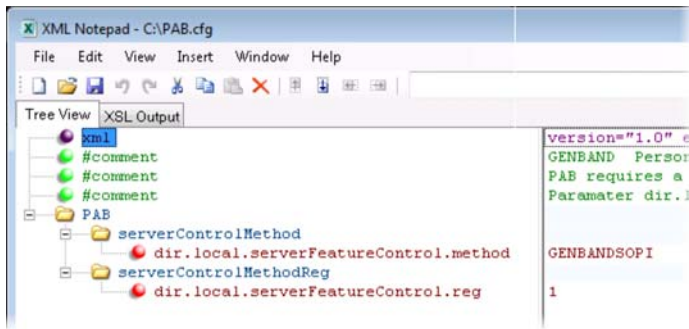 XML Notepad - C:\PAB.cfg
File Edit View Insert Window Help
Tree View XSL Output
xml version="1.0"
#comment GENBAND Person
#comment PAB requires a
#comment Paramater dir.
PAB
serverControlMethod
dir.local.serverFeatureControl.method GENBANDSOPI
serverControlMethodReg
dir.local.serverFeatureControl.reg 1